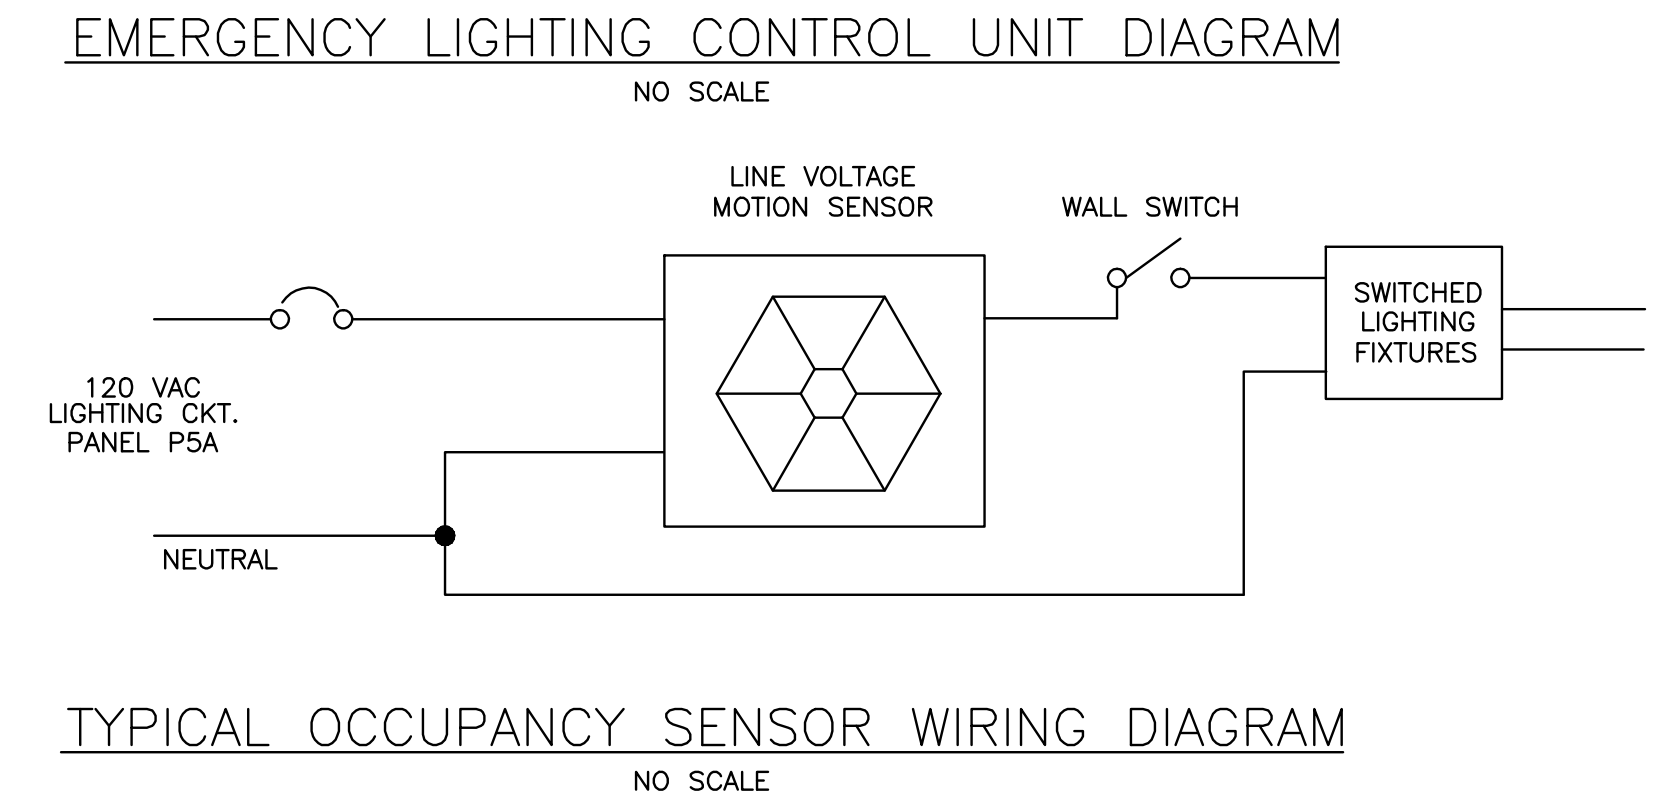 EMERGENCY LIGHTING CONTROL UNIT DIAGRAM
NO SCALE
LINE VOLTAGE
MOTION SENSOR
WALL SWITCH
SWITCHED
LIGHTING
FIXTURES
120 VAC
LIGHTING CKT.
PANEL P5A
NEUTRAL
TYPICAL OCCUPANCY SENSOR WIRING DIAGRAM
NO SCALE